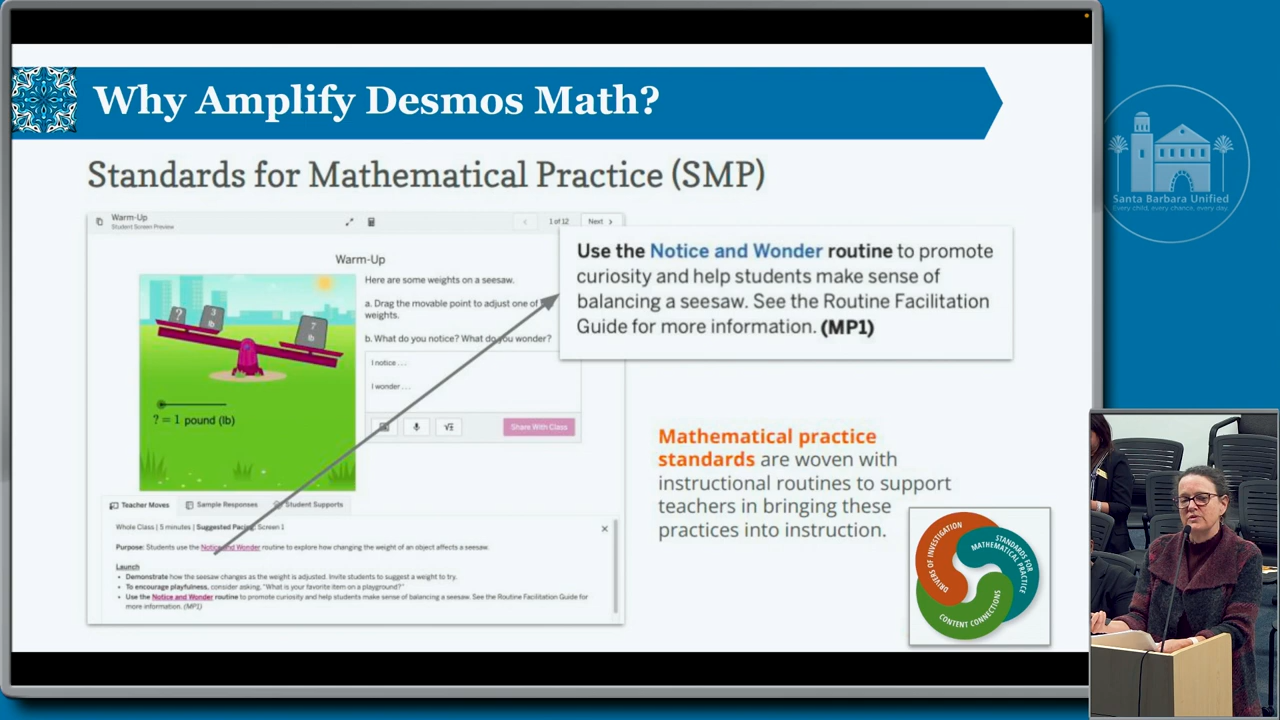 Why Amplify Desmos Math?
Standards for Mathematical Practice (SMP)
Warm-Up
Student Screen Preview
1 of 12
Next >
Warm-Up
Here are some weights on a seesaw.
a. Drag the movable point to adjust one of
weights.
b. What do you notice? What do you wonder?
I notice . . .
I wonder . . .
√x
Share With Class
?
3
lb
7
lb
? = 1 pound (lb)
Use the Notice and Wonder routine to promote
curiosity and help students make sense of
balancing a seesaw. See the Routine Facilitation
Guide for more information. (MP1)
Teacher Moves
Sample Responses
Student Supports
Whole Class | 5 minutes | Suggested Pacing: Screen 1
Purpose: Students use the Notice and Wonder routine to explore how changing the weight of an object affects a seesaw.
Launch
• Demonstrate how the seesaw changes as the weight is adjusted. Invite students to suggest a weight to try.
• To encourage playfulness, consider asking, "What is your favorite item on a playground?"
• Use the Notice and Wonder routine to promote curiosity and help students make sense of balancing a seesaw. See the Routine Facilitation Guide for
more information. (MP1)
Mathematical practice
standards are woven with
instructional routines to support
teachers in bringing these
practices into instruction.
DRIVERS OF INVESTIGATION
STANDARDS FOR
MATHEMATICAL PRACTICE
CONTENT CONNECTIONS
Santa Barbara Unified
Every child, every chance, every day.